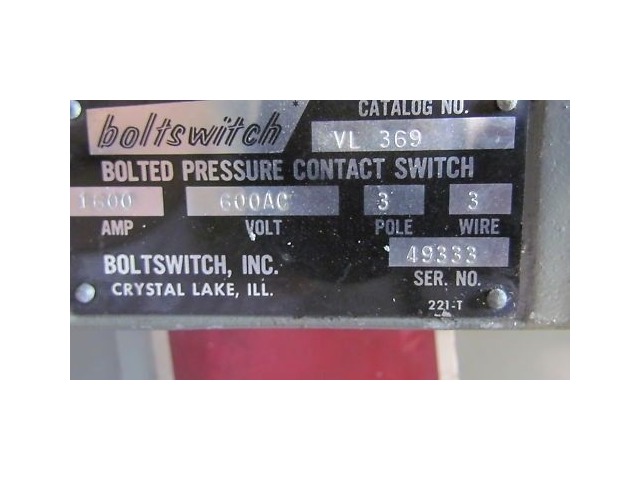 CATALOG NO.
boltswitch
VL 369
BOLTED PRESSURE CONTACT SWITCH
1600 600AC 3 3
AMP VOLT POLE WIRE
49333
BOLTSWITCH, INC.
SER. NO.
CRYSTAL LAKE, ILL.
221-T